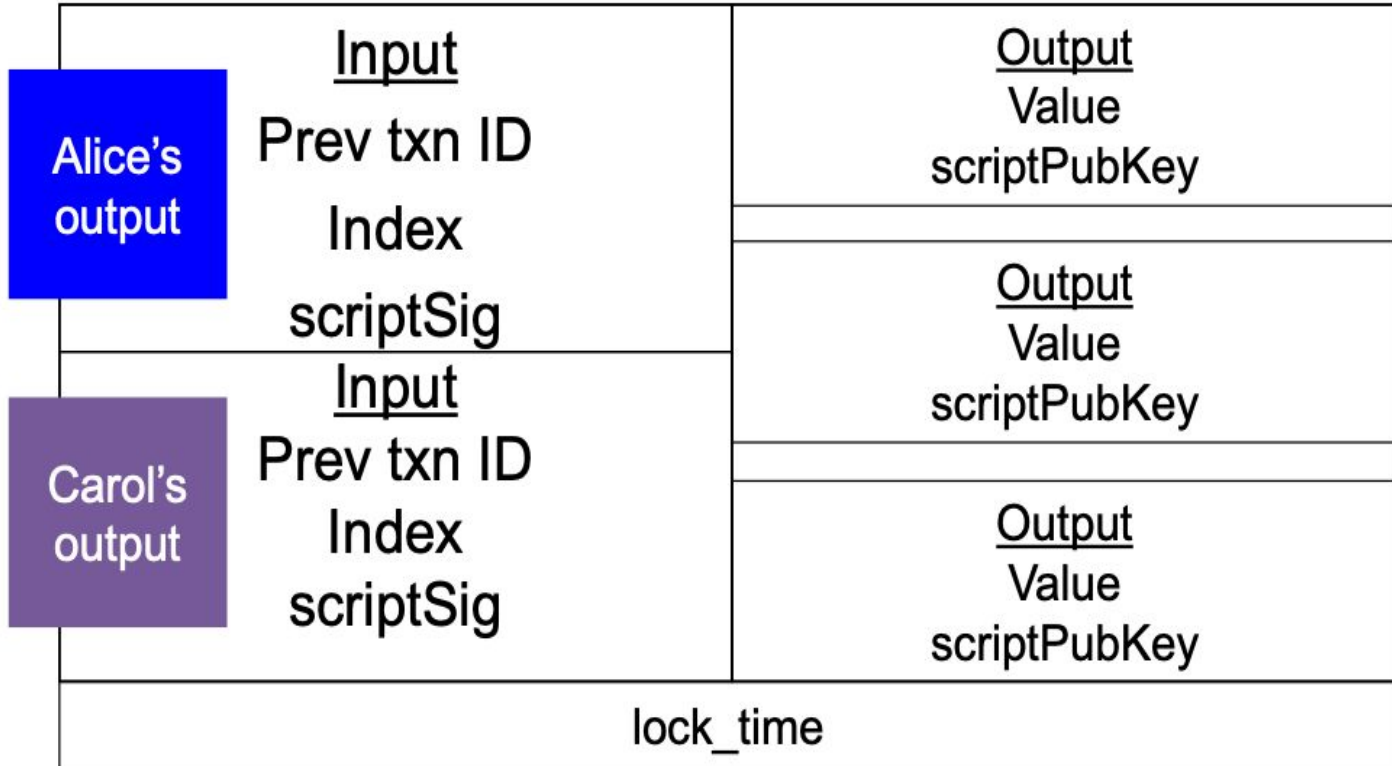 Alice’s
output
Input
Prev txn ID
Index
scriptSig
Carol’s
output
Input
Prev txn ID
Index
scriptSig
Output
Value
scriptPubKey
Output
Value
scriptPubKey
Output
Value
scriptPubKey
lock_time